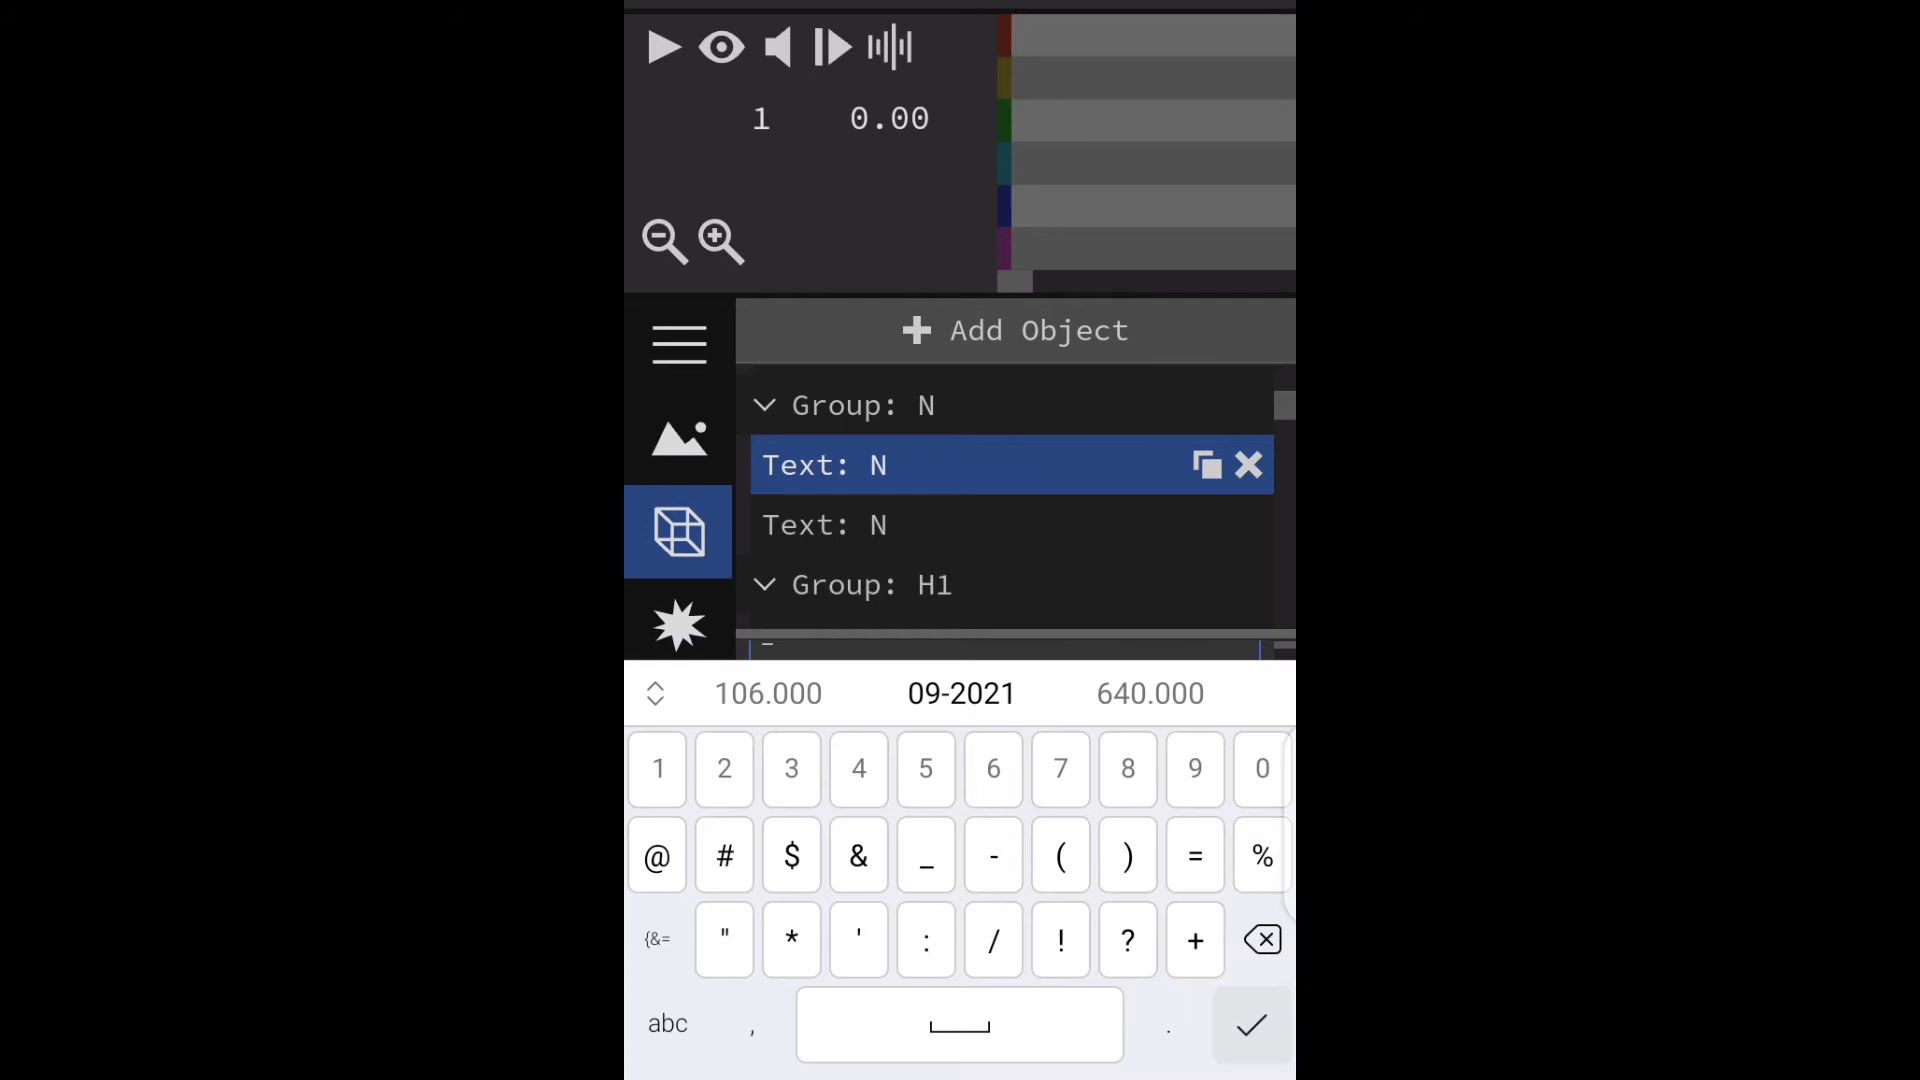 1 0.00
Add Object
Group: N
Text: N
Text: N
Group: H1
106.000 09-2021 640.000
1 2 3 4 5 6 7 8 9 0
@ # $ & _ - ( ) = %
{&= " * ' : / ! ? +
abc , .